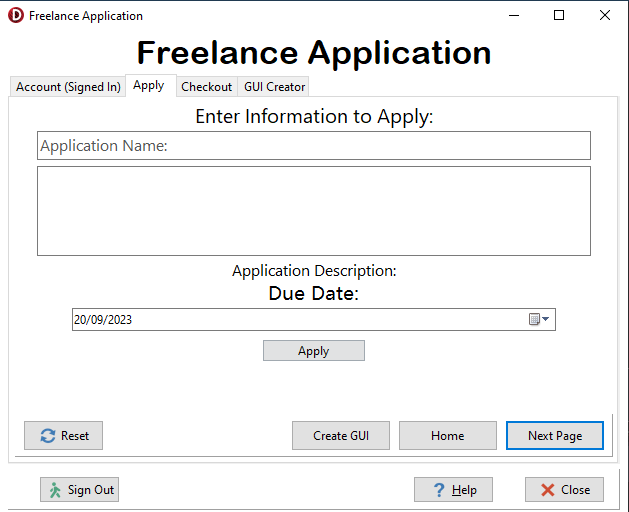 D Freelance Application
Freelance Application
Account (Signed In) Apply Checkout GUI Creator
Enter Information to Apply:
Application Name:
Application Description:
Due Date:
20/09/2023
Apply
Reset Create GUI Home Next Page
Sign Out ? Help Close